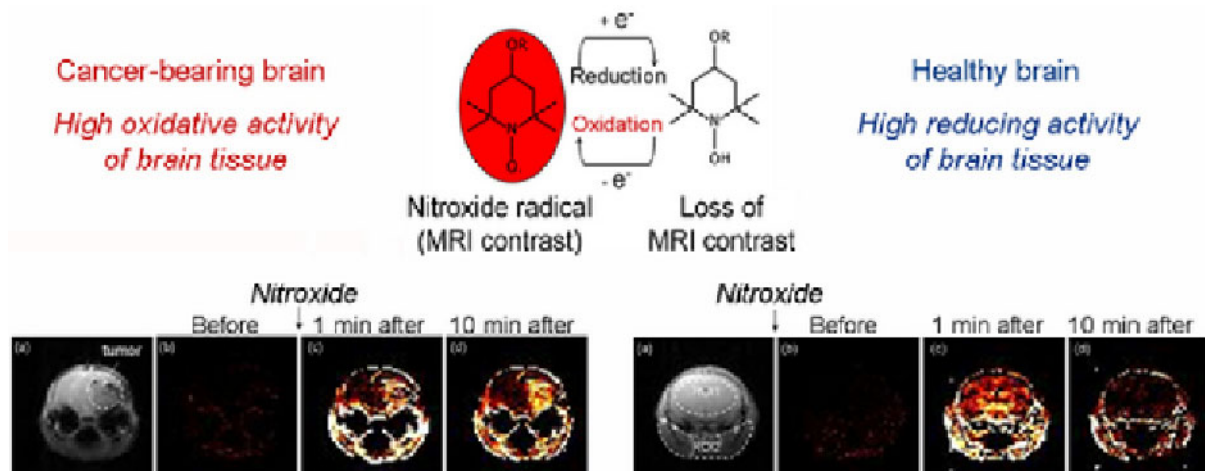 Cancer-bearing brain
High oxidative activity
of brain tissue
+ e⁻
OR
Reduction
Oxidation
N
O
- e⁻
OR
N
OH
Nitroxide radical
(MRI contrast)
Loss of
MRI contrast
Healthy brain
High reducing activity
of brain tissue
Nitroxide
Before
1 min after
10 min after
(a)
tumor
(b)
(c)
(d)
Nitroxide
Before
1 min after
10 min after
(a)
(b)
(c)
(d)